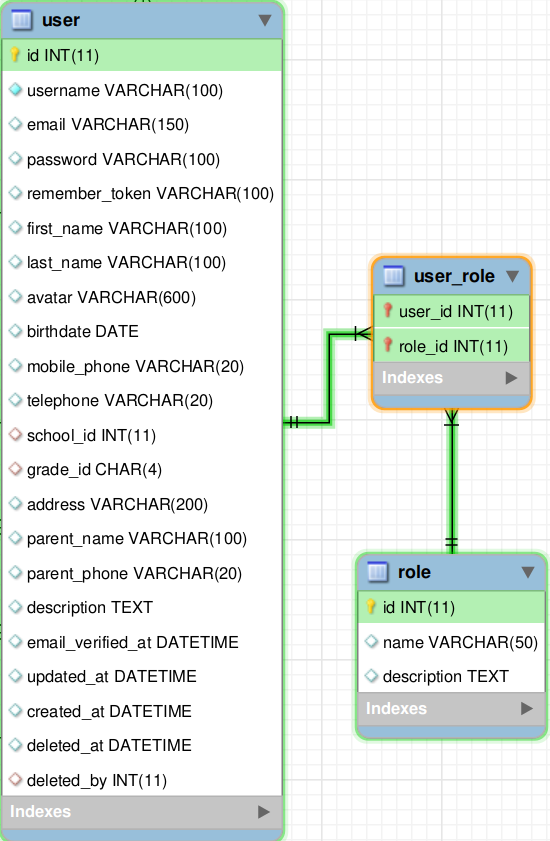 user
id INT(11)
username VARCHAR(100)
email VARCHAR(150)
password VARCHAR(100)
remember_token VARCHAR(100)
first_name VARCHAR(100)
last_name VARCHAR(100)
avatar VARCHAR(600)
birthdate DATE
mobile_phone VARCHAR(20)
telephone VARCHAR(20)
school_id INT(11)
grade_id CHAR(4)
address VARCHAR(200)
parent_name VARCHAR(100)
parent_phone VARCHAR(20)
description TEXT
email_verified_at DATETIME
updated_at DATETIME
created_at DATETIME
deleted_at DATETIME
deleted_by INT(11)
Indexes
user_role
user_id INT(11)
role_id INT(11)
Indexes
role
id INT(11)
name VARCHAR(50)
description TEXT
Indexes